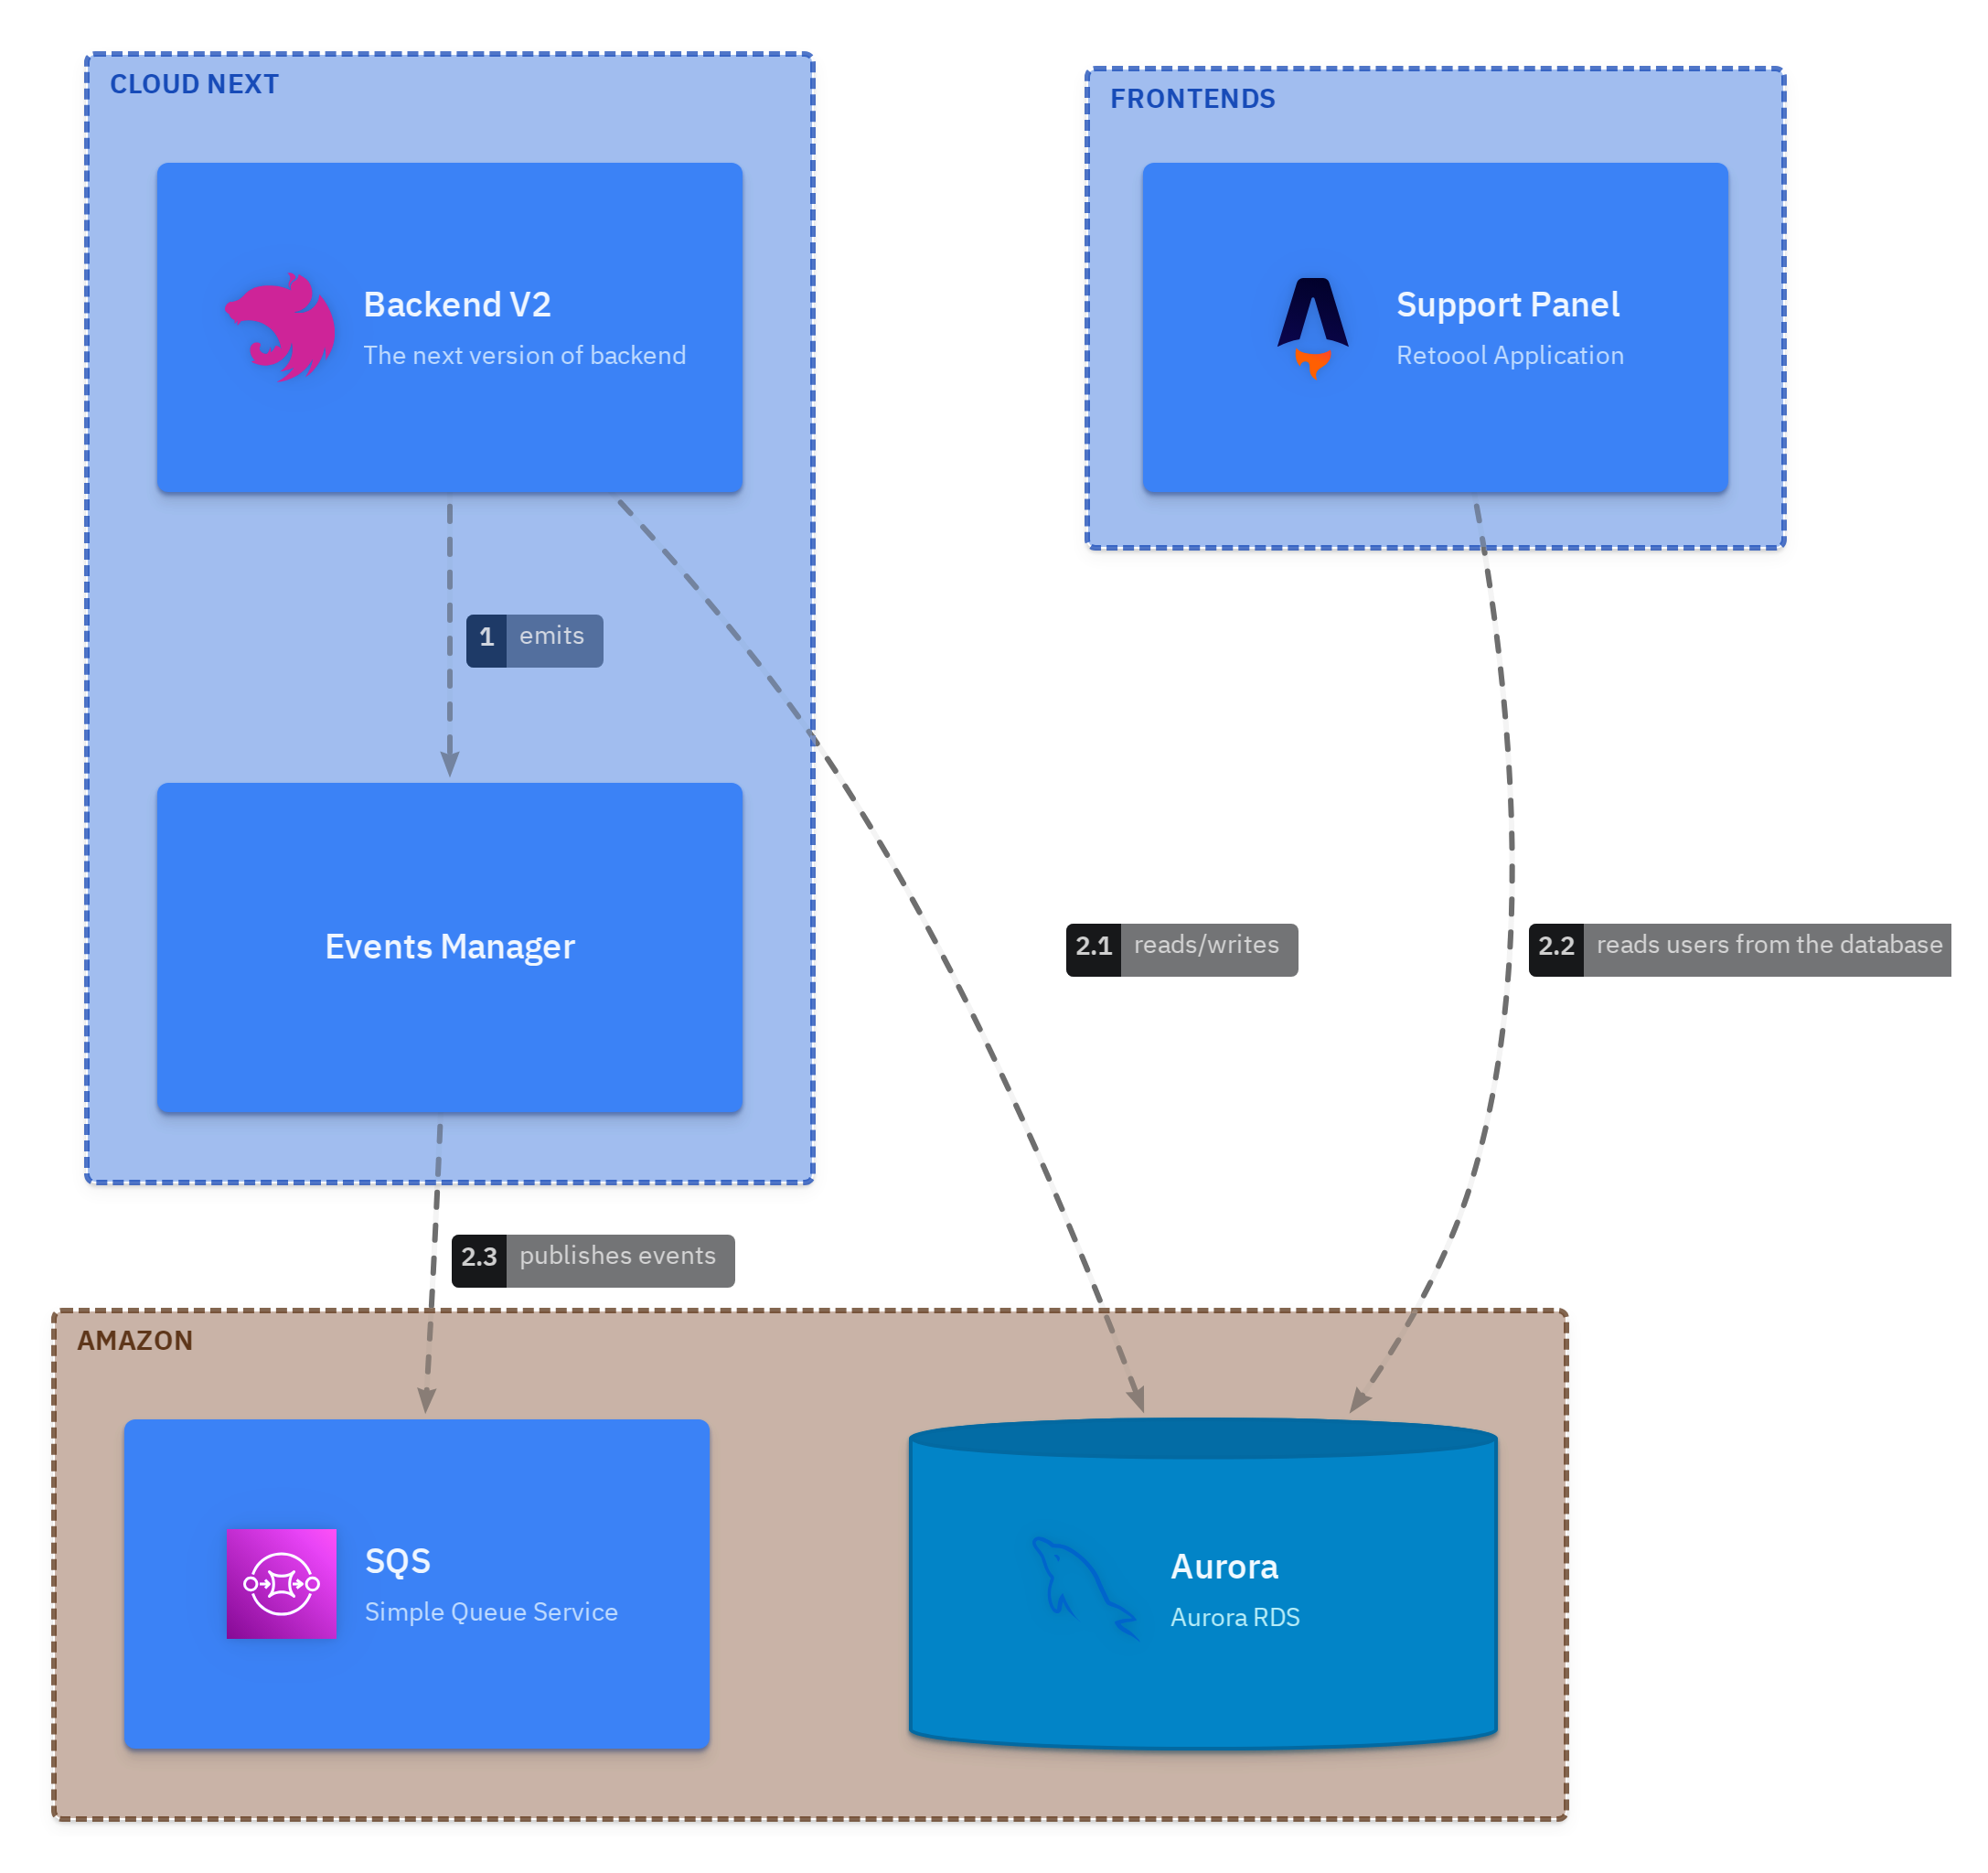 CLOUD NEXT
Backend V2
The next version of backend
FRONTENDS
Support Panel
Retoool Application
1 emits
Events Manager
2.1 reads/writes
2.2 reads users from the database
2.3 publishes events
AMAZON
SQS
Simple Queue Service
Aurora
Aurora RDS